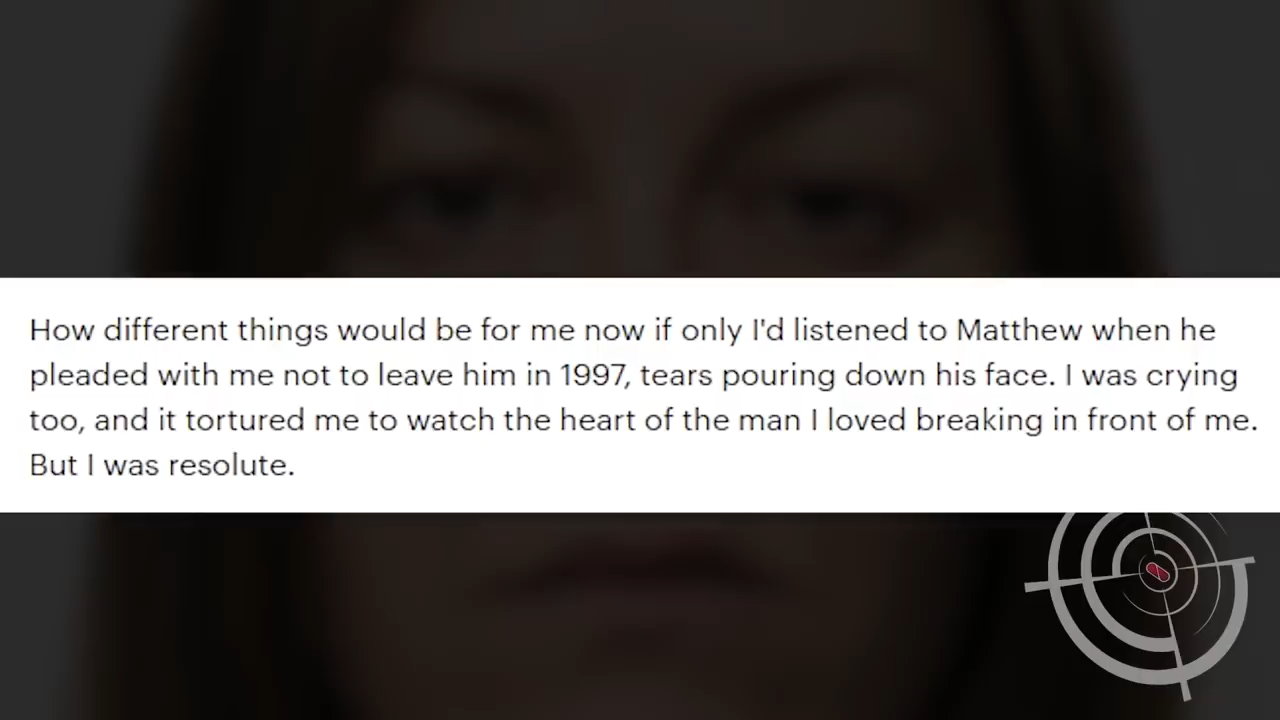 How different things would be for me now if only I'd listened to Matthew when he
pleaded with me not to leave him in 1997, tears pouring down his face. I was crying
too, and it tortured me to watch the heart of the man I loved breaking in front of me.
But I was resolute.